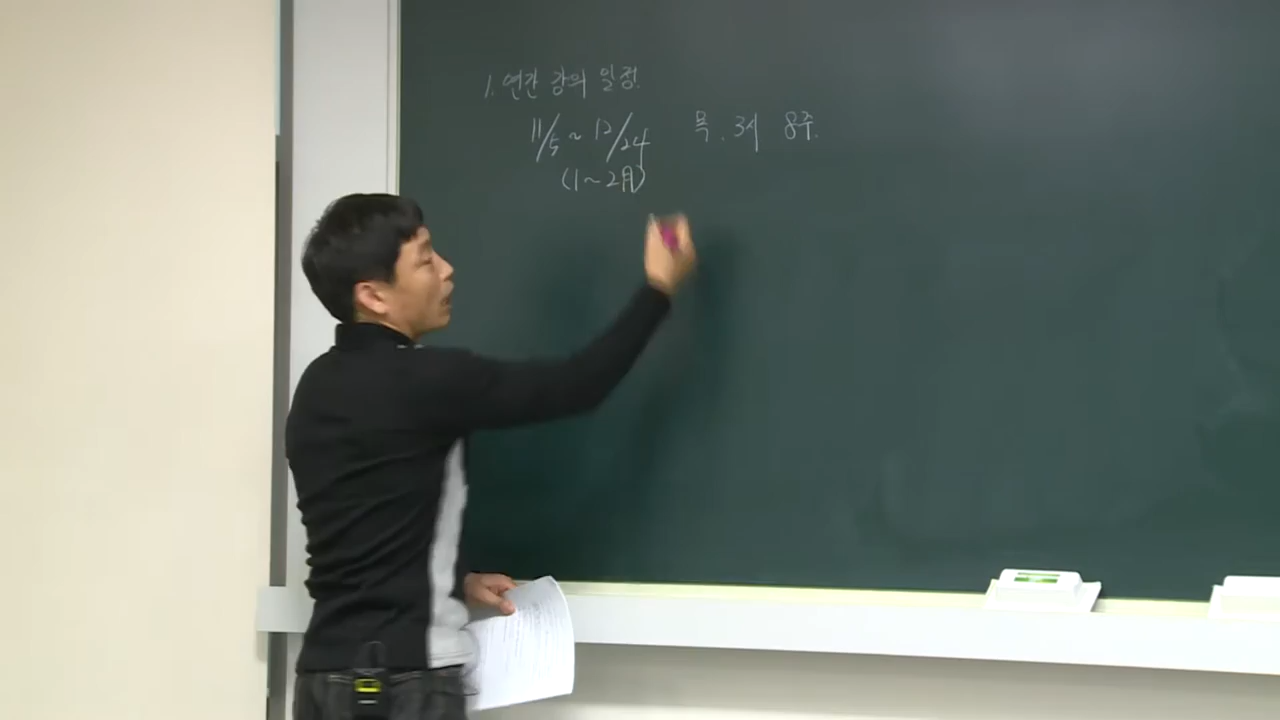 1. 연간 강의 일정.
11/5 ~ 12/24 목. 3시 8주.
(1~2月)